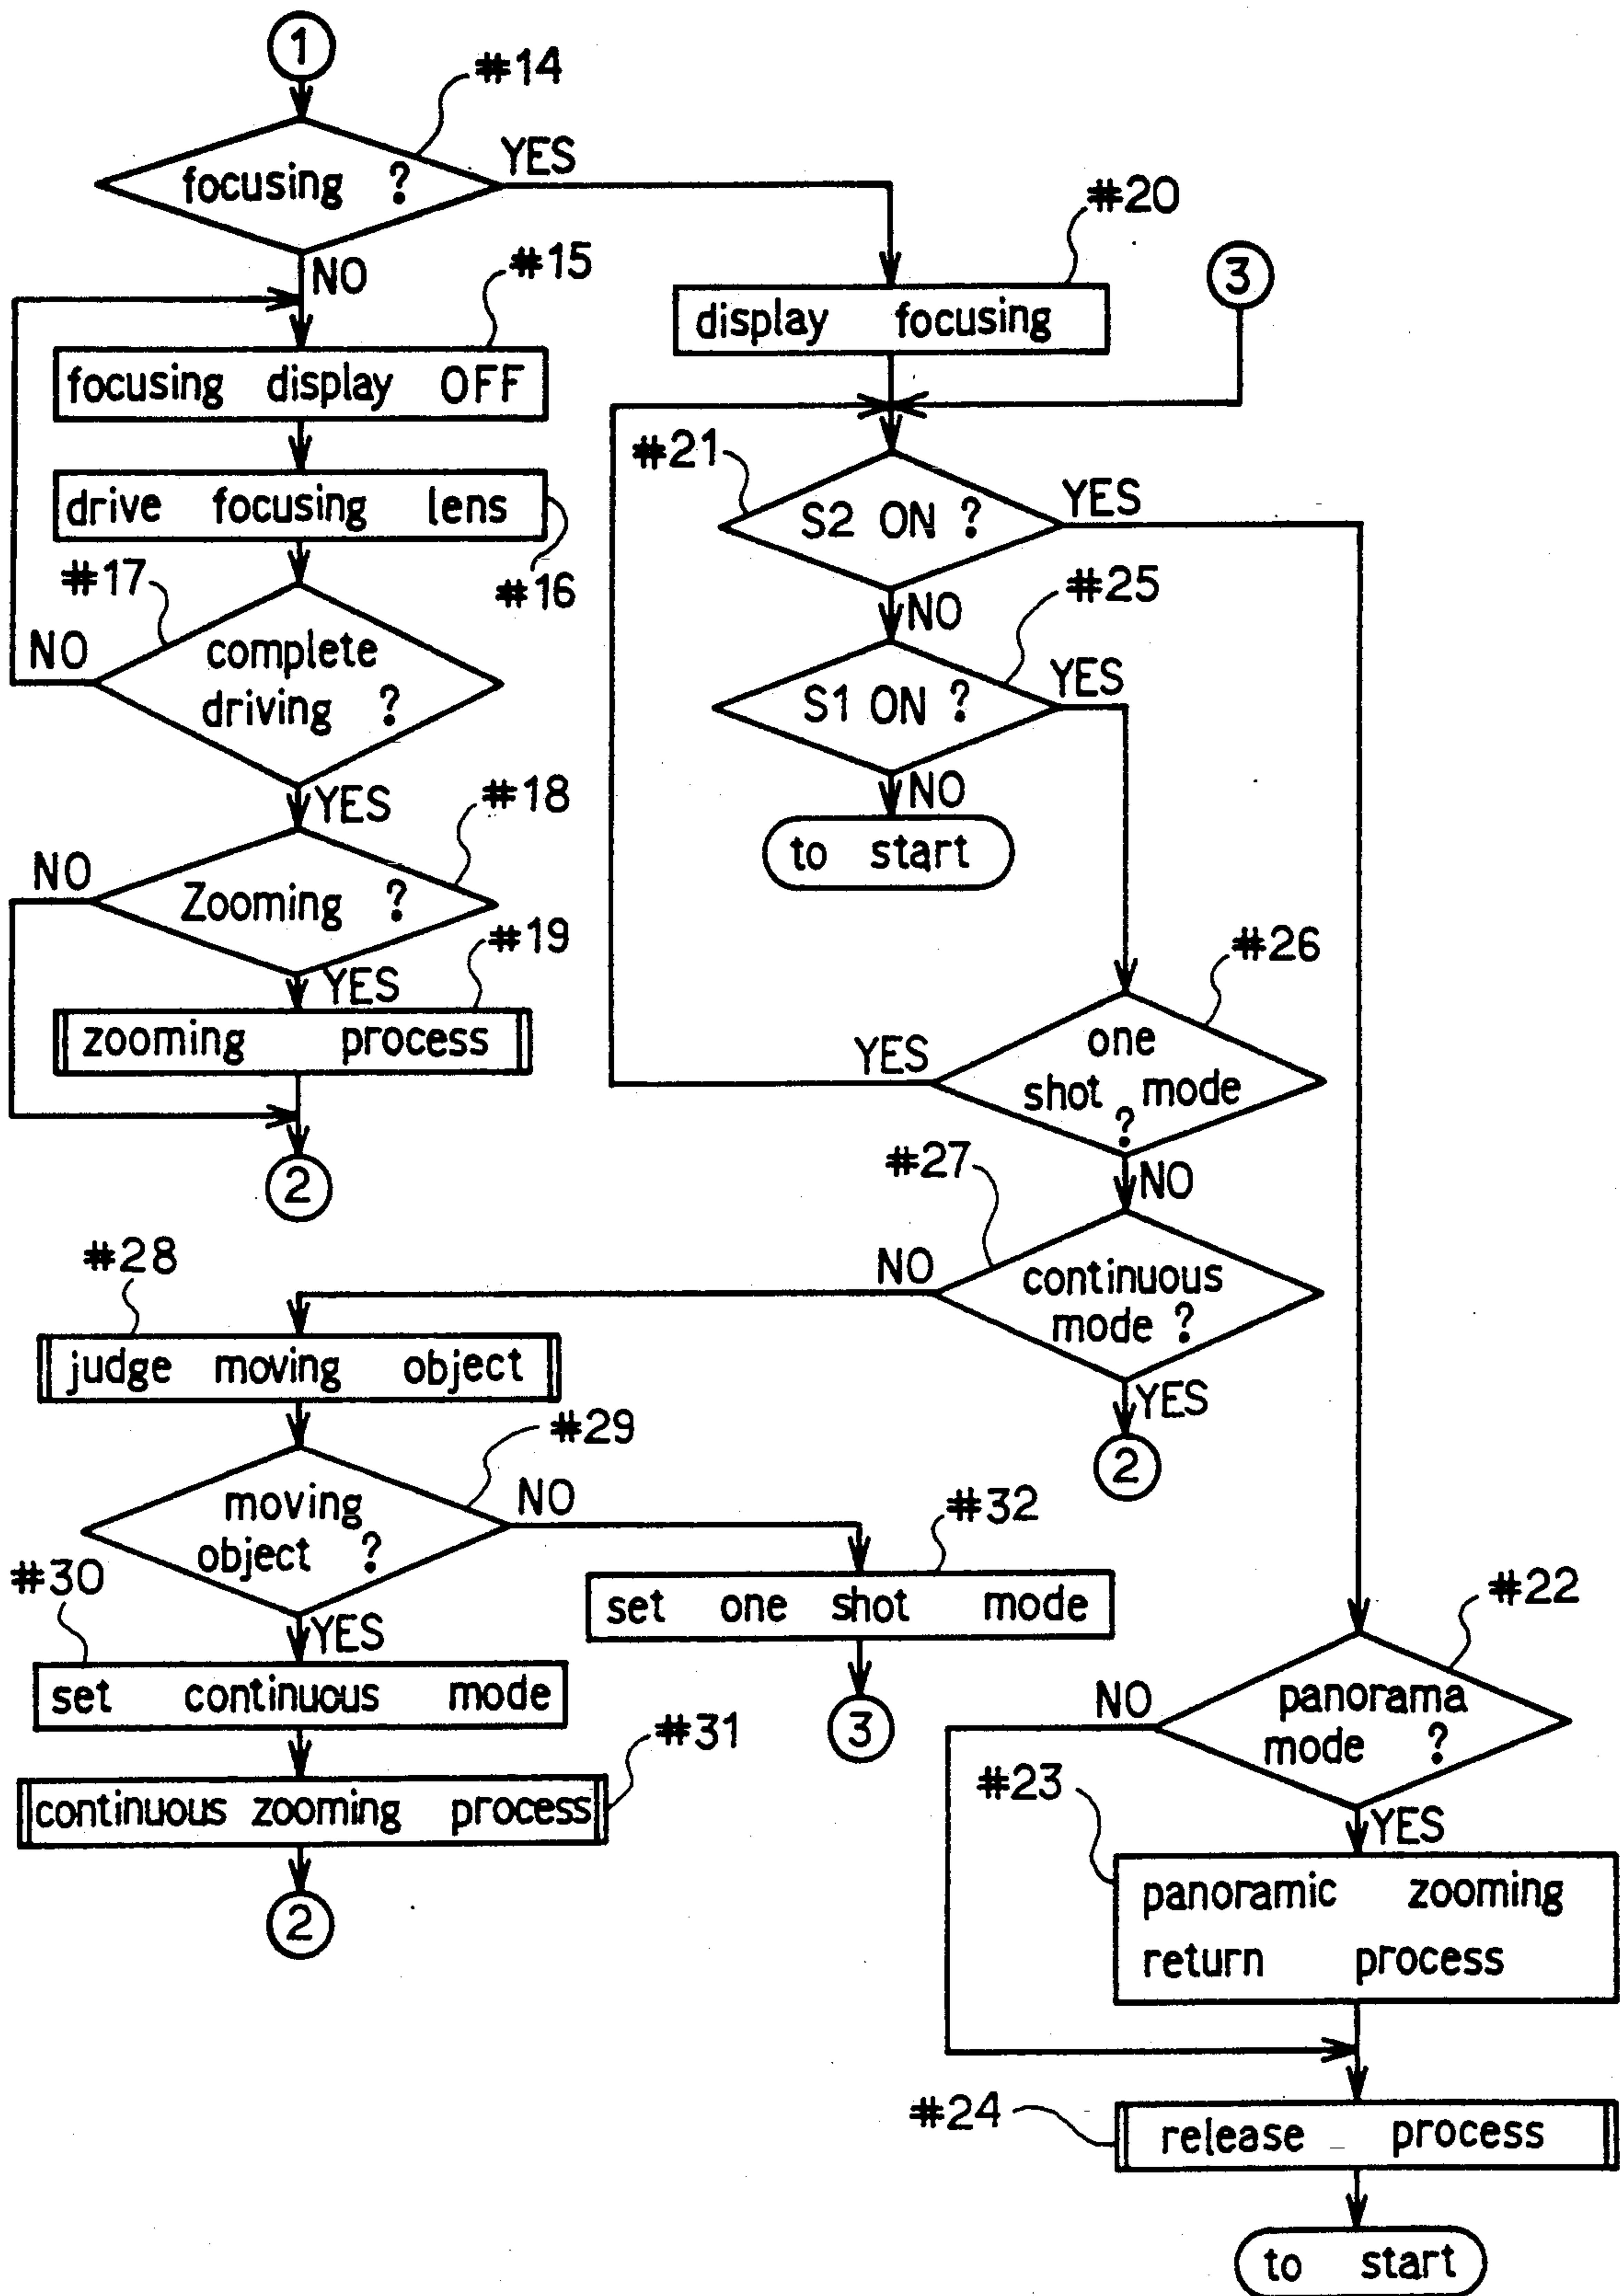 1
#14
focusing ?
YES
NO
#15
focusing display OFF
drive focusing lens
#16
#17
complete
driving ?
NO
YES
#18
Zooming ?
NO
YES
#19
zooming process
2
#20
display focusing
3
#21
S2 ON ?
YES
NO
#25
S1 ON ?
YES
NO
to start
#26
one
shot mode
?
YES
NO
#27
continuous
mode ?
NO
YES
2
#28
judge moving object
#29
moving
object ?
NO
YES
#32
set one shot mode
3
#30
set continuous mode
#31
continuous zooming process
2
#22
panorama
mode ?
NO
YES
#23
panoramic zooming
return process
#24
release process
to start